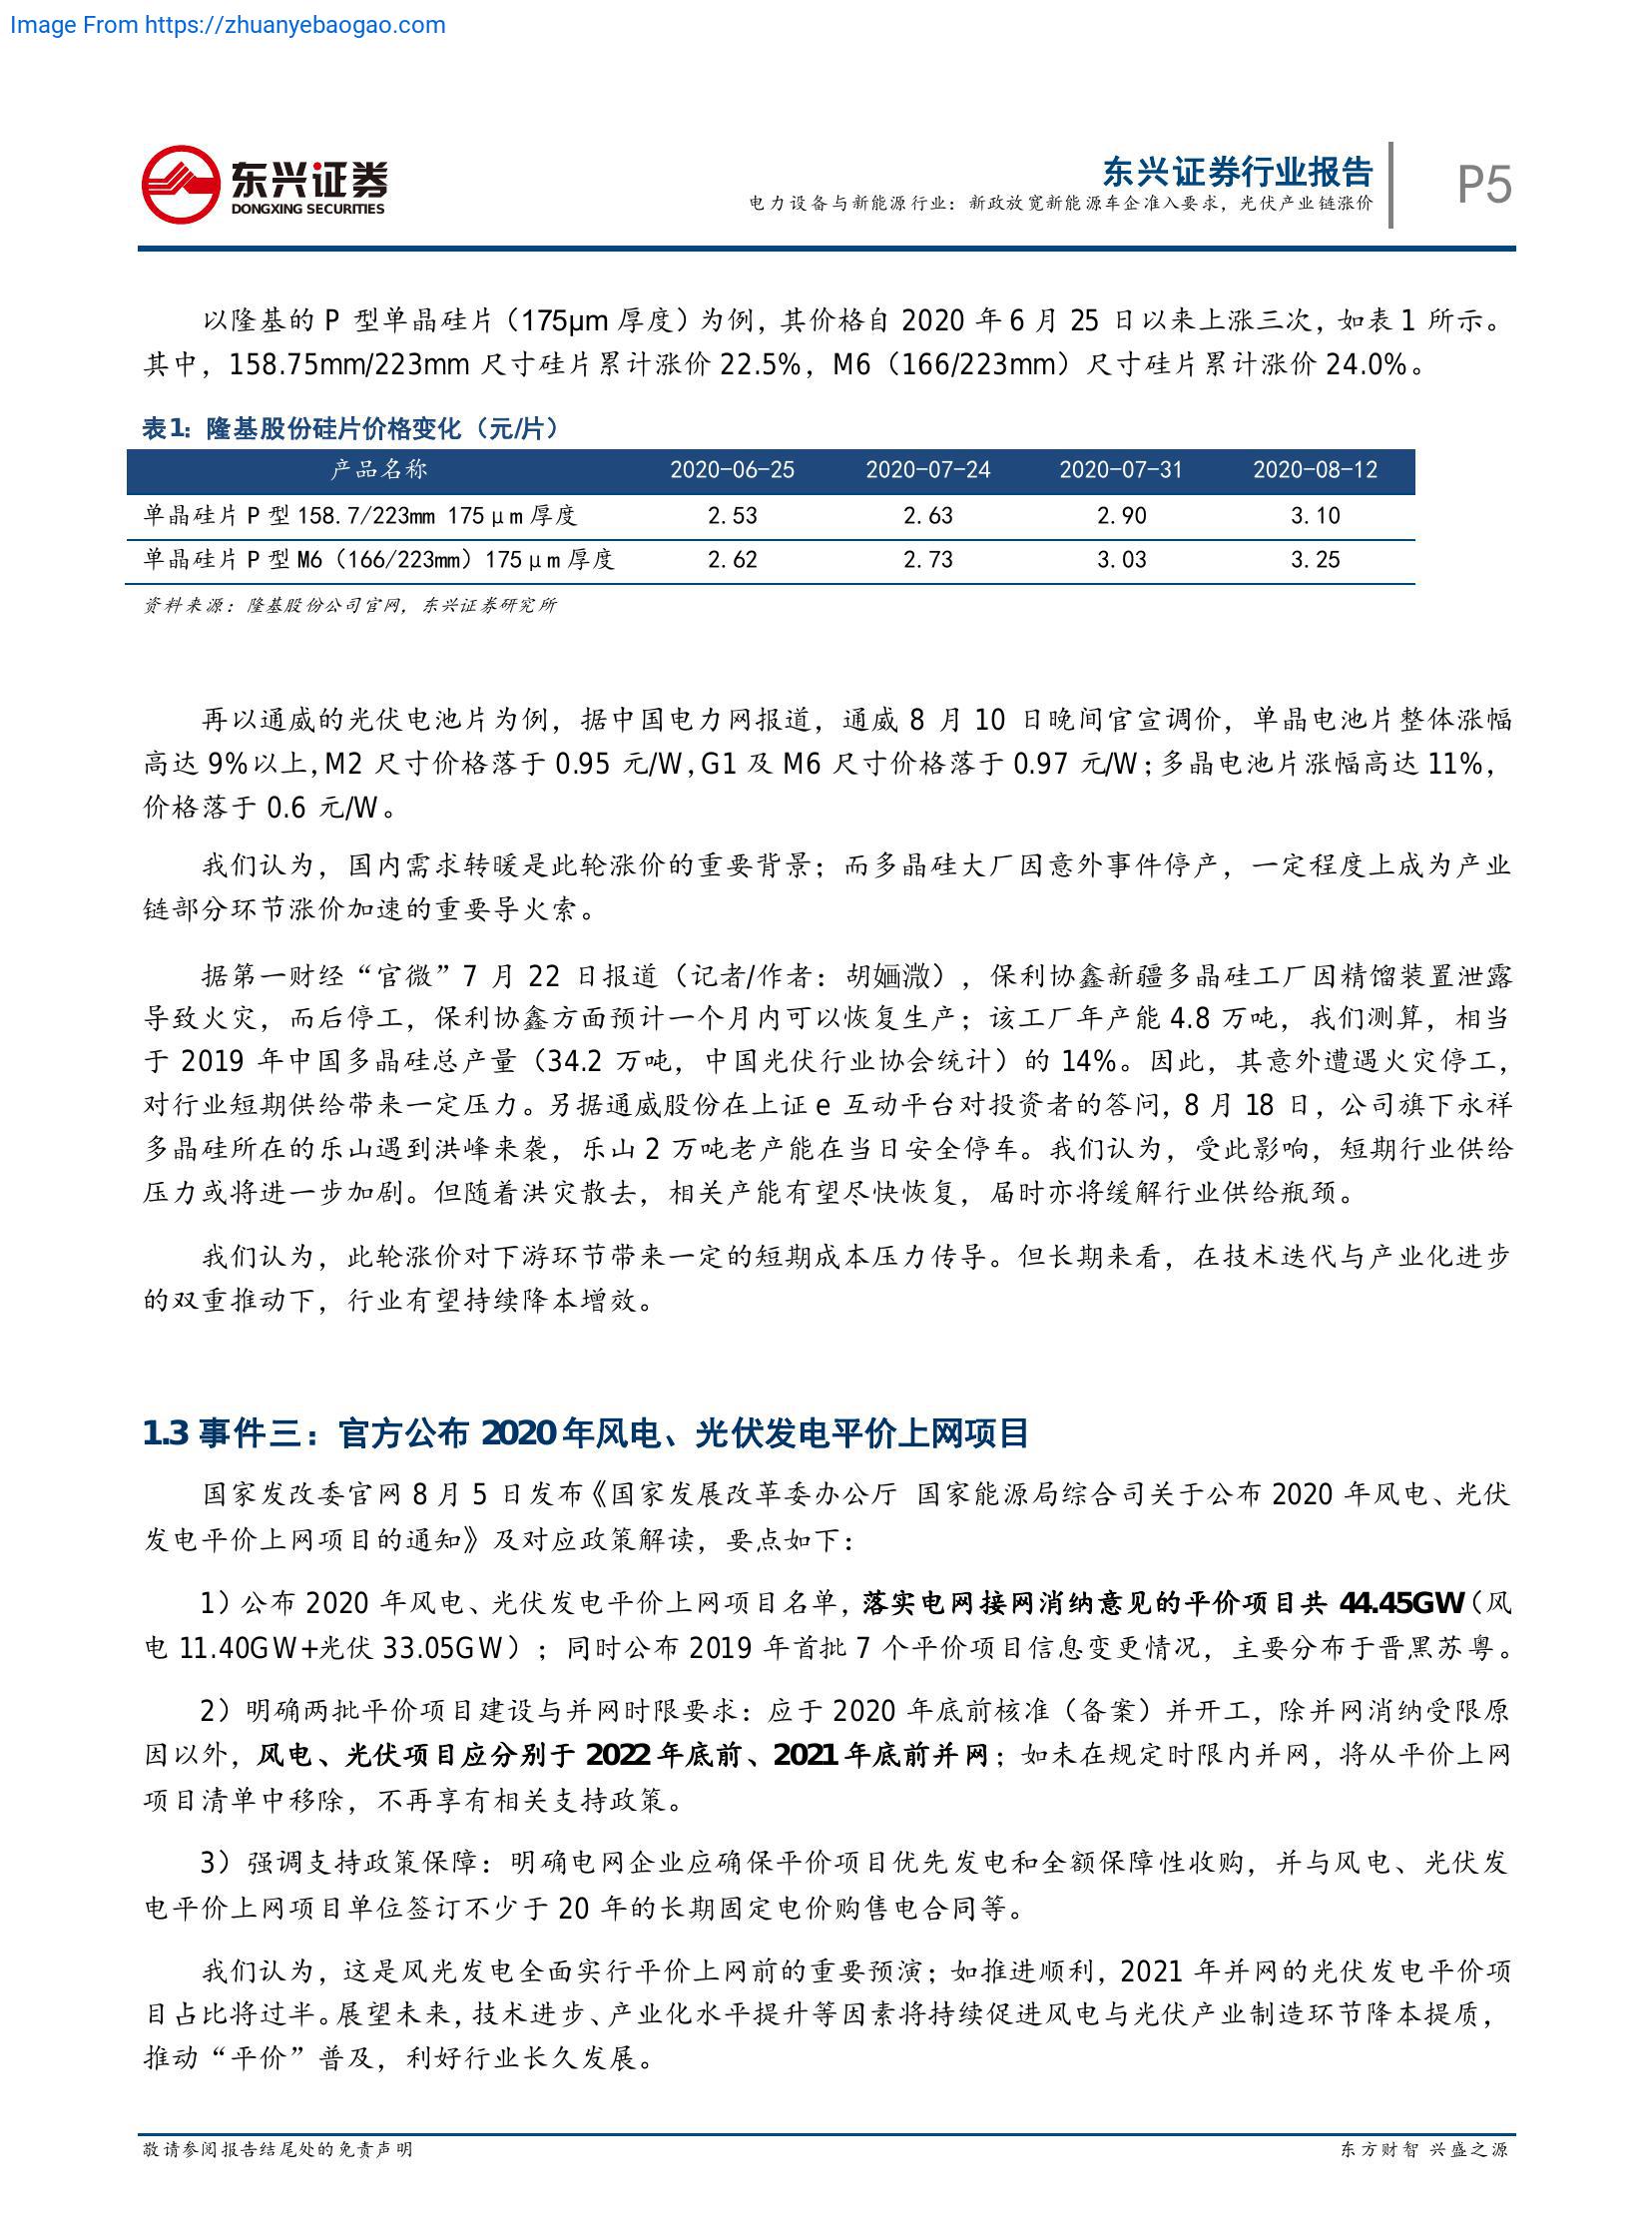 Image From https://zhuanyebaogao.com
东兴证券
DONGXING SECURITIES
东兴证券行业报告
电力设备与新能源行业：新政放宽新能源车企准入要求，光伏产业链涨价
P5
以隆基的 P 型单晶硅片（175μm 厚度）为例，其价格自 2020 年 6 月 25 日以来上涨三次，如表 1 所示。
其中，158.75mm/223mm 尺寸硅片累计涨价 22.5%，M6（166/223mm）尺寸硅片累计涨价 24.0%。
表1：隆基股份硅片价格变化（元/片）
产品名称 2020-06-25 2020-07-24 2020-07-31 2020-08-12
单晶硅片 P 型 158.7/223mm 175μm 厚度 2.53 2.63 2.90 3.10
单晶硅片 P 型 M6（166/223mm）175μm 厚度 2.62 2.73 3.03 3.25
资料来源：隆基股份公司官网，东兴证券研究所
再以通威的光伏电池片为例，据中国电力网报道，通威 8 月 10 日晚间官宣调价，单晶电池片整体涨幅
高达 9%以上，M2 尺寸价格落于 0.95 元/W，G1 及 M6 尺寸价格落于 0.97 元/W；多晶电池片涨幅高达 11%，
价格落于 0.6 元/W。
我们认为，国内需求转暖是此轮涨价的重要背景；而多晶硅大厂因意外事件停产，一定程度上成为产业
链部分环节涨价加速的重要导火索。
据第一财经“官微”7 月 22 日报道（记者/作者：胡婳溦），保利协鑫新疆多晶硅工厂因精馏装置泄露
导致火灾，而后停工，保利协鑫方面预计一个月内可以恢复生产；该工厂年产能 4.8 万吨，我们测算，相当
于 2019 年中国多晶硅总产量（34.2 万吨，中国光伏行业协会统计）的 14%。因此，其意外遭遇火灾停工，
对行业短期供给带来一定压力。另据通威股份在上证 e 互动平台对投资者的答问，8 月 18 日，公司旗下永祥
多晶硅所在的乐山遇到洪峰来袭，乐山 2 万吨老产能在当日安全停车。我们认为，受此影响，短期行业供给
压力或将进一步加剧。但随着洪灾散去，相关产能有望尽快恢复，届时亦将缓解行业供给瓶颈。
我们认为，此轮涨价对下游环节带来一定的短期成本压力传导。但长期来看，在技术迭代与产业化进步
的双重推动下，行业有望持续降本增效。
1.3 事件三：官方公布 2020 年风电、光伏发电平价上网项目
国家发改委官网 8 月 5 日发布《国家发展改革委办公厅 国家能源局综合司关于公布 2020 年风电、光伏
发电平价上网项目的通知》及对应政策解读，要点如下：
1）公布 2020 年风电、光伏发电平价上网项目名单，落实电网接网消纳意见的平价项目共 44.45GW（风
电 11.40GW+光伏 33.05GW）；同时公布 2019 年首批 7 个平价项目信息变更情况，主要分布于晋黑苏粤。
2）明确两批平价项目建设与并网时限要求：应于 2020 年底前核准（备案）并开工，除并网消纳受限原
因以外，风电、光伏项目应分别于 2022 年底前、2021 年底前并网；如未在规定时限内并网，将从平价上网
项目清单中移除，不再享有相关支持政策。
3）强调支持政策保障：明确电网企业应确保平价项目优先发电和全额保障性收购，并与风电、光伏发
电平价上网项目单位签订不少于 20 年的长期固定电价购售电合同等。
我们认为，这是风光发电全面实行平价上网前的重要预演；如推进顺利，2021 年并网的光伏发电平价项
目占比将过半。展望未来，技术进步、产业化水平提升等因素将持续促进风电与光伏产业制造环节降本提质，
推动“平价”普及，利好行业长久发展。
敬请参阅报告结尾处的免责声明
东方财智 兴盛之源